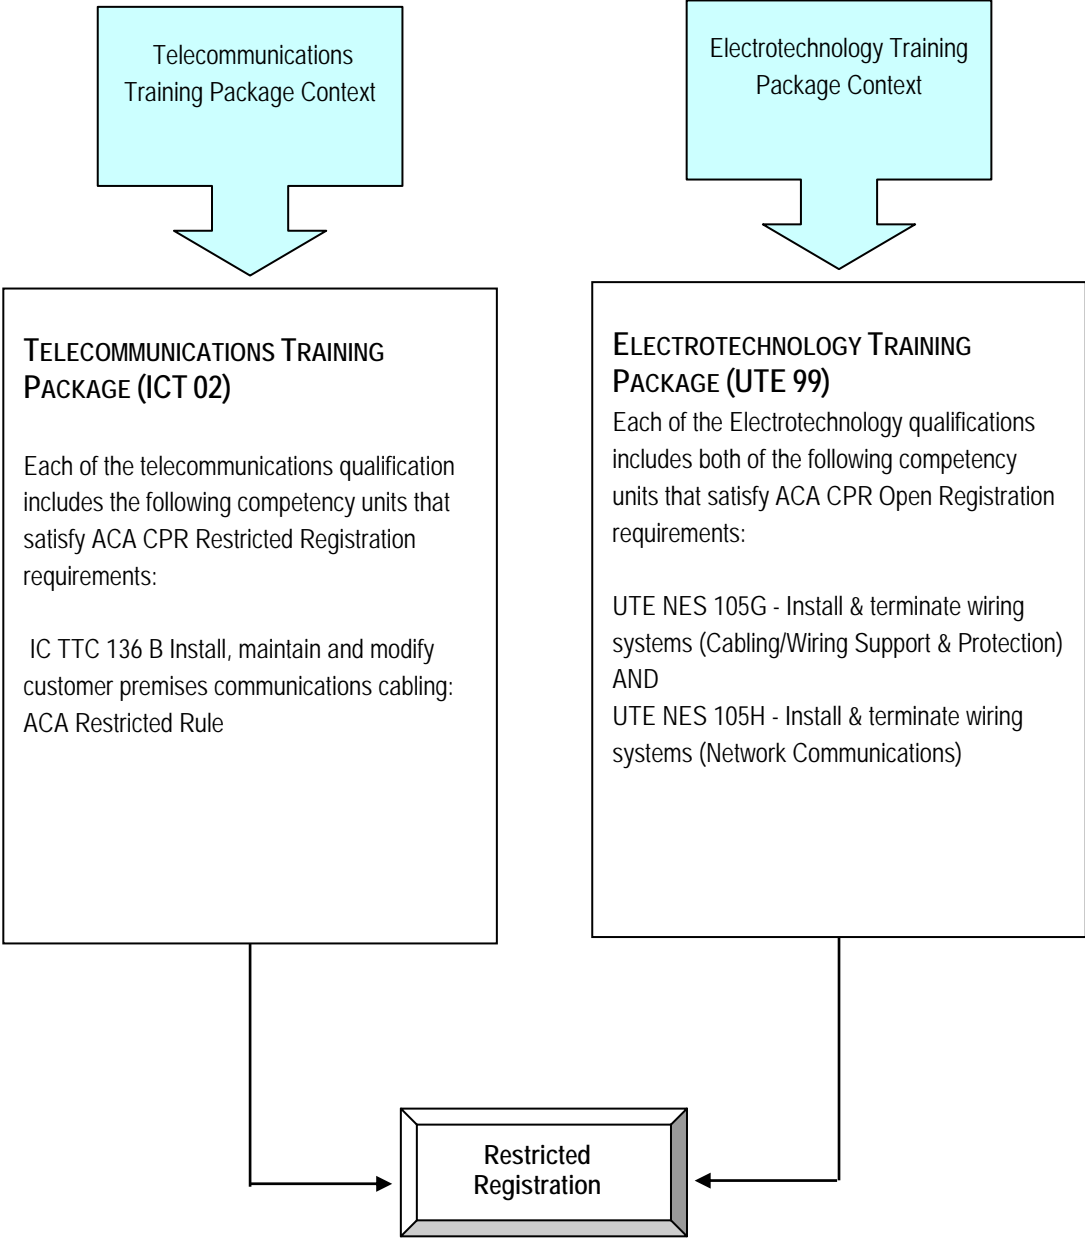 Telecommunications
Training Package Context
Electrotechnology Training
Package Context
TELECOMMUNICATIONS TRAINING
PACKAGE (ICT 02)
Each of the telecommunications qualification
includes the following competency units that
satisfy ACA CPR Restricted Registration
requirements:
IC TTC 136 B Install, maintain and modify
customer premises communications cabling:
ACA Restricted Rule
ELECTROTECHNOLOGY TRAINING
PACKAGE (UTE 99)
Each of the Electrotechnology qualifications
includes both of the following competency
units that satisfy ACA CPR Open Registration
requirements:
UTE NES 105G - Install & terminate wiring
systems (Cabling/Wiring Support & Protection)
AND
UTE NES 105H - Install & terminate wiring
systems (Network Communications)
Restricted
Registration